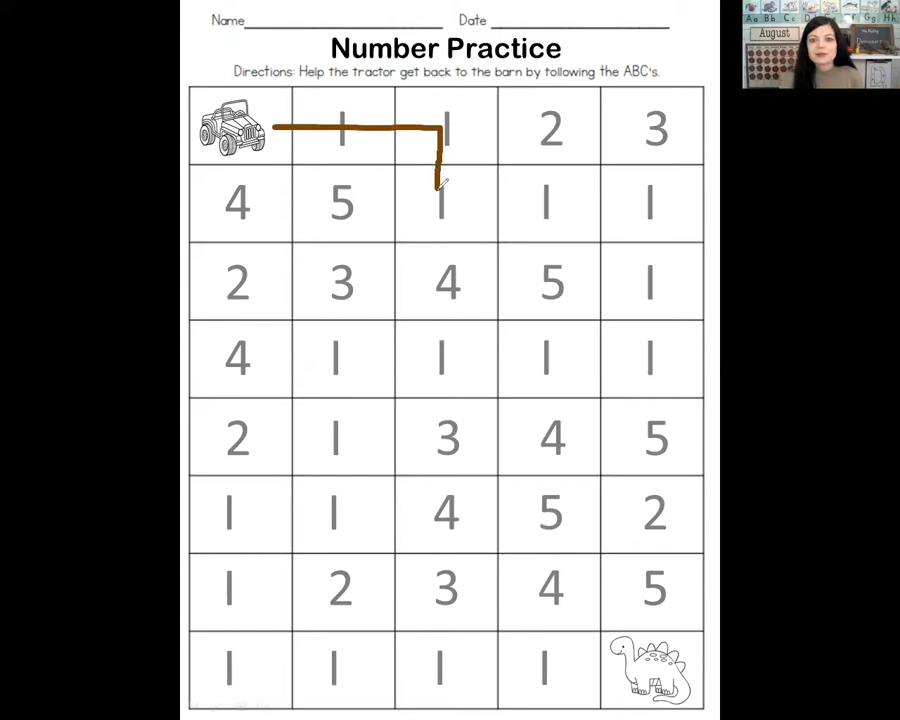 Name Date
August
Number Practice
Directions: Help the tractor get back to the barn by tollowing the ABC's.
1 1 2 3
4 5 1 1 1
2 3 4 5 1
4 1 1 1 1
2 1 3 4 5
1 1 4 5 2
1 2 3 4 5
1 1 1 1